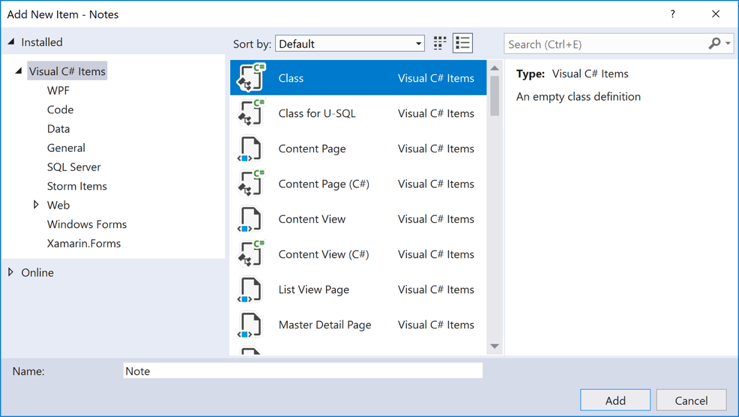 Add New Item - Notes
?
Installed
Sort by: Default
Search (Ctrl+E)
Visual C# Items
WPF
Code
Data
General
SQL Server
Storm Items
Web
Windows Forms
Xamarin.Forms
Online
C# Class Visual C# Items
C# Class for U-SQL Visual C# Items
Content Page Visual C# Items
C# Content Page (C#) Visual C# Items
Content View Visual C# Items
C# Content View (C#) Visual C# Items
List View Page Visual C# Items
Master Detail Page Visual C# Items
Type: Visual C# Items
An empty class definition
Name: Note
Add Cancel